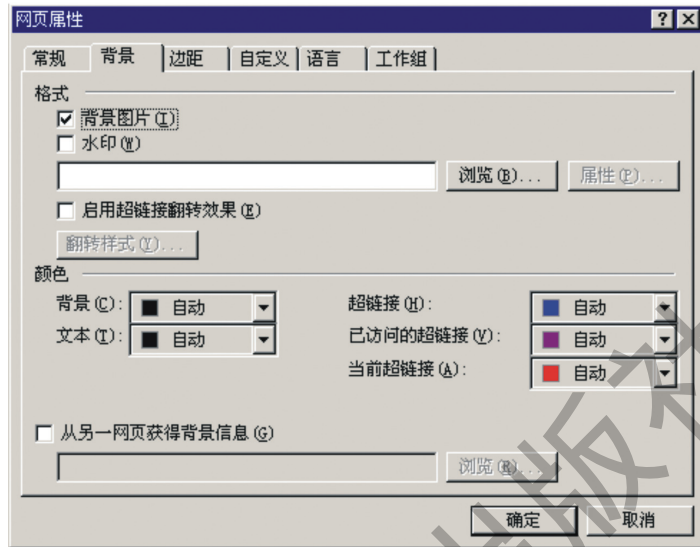 网页属性
常规 背景 边距 自定义 语言 工作组
格式
背景图片(I)
水印(W)
浏览(B)... 属性(P)...
启用超链接翻转效果(E)
翻转样式(Y)...
颜色
背景(C): 自动 超链接(H): 自动
文本(T): 自动 已访问的超链接(V): 自动
当前超链接(A): 自动
从另一网页获得背景信息(G)
浏览(R)...
确定 取消
版社